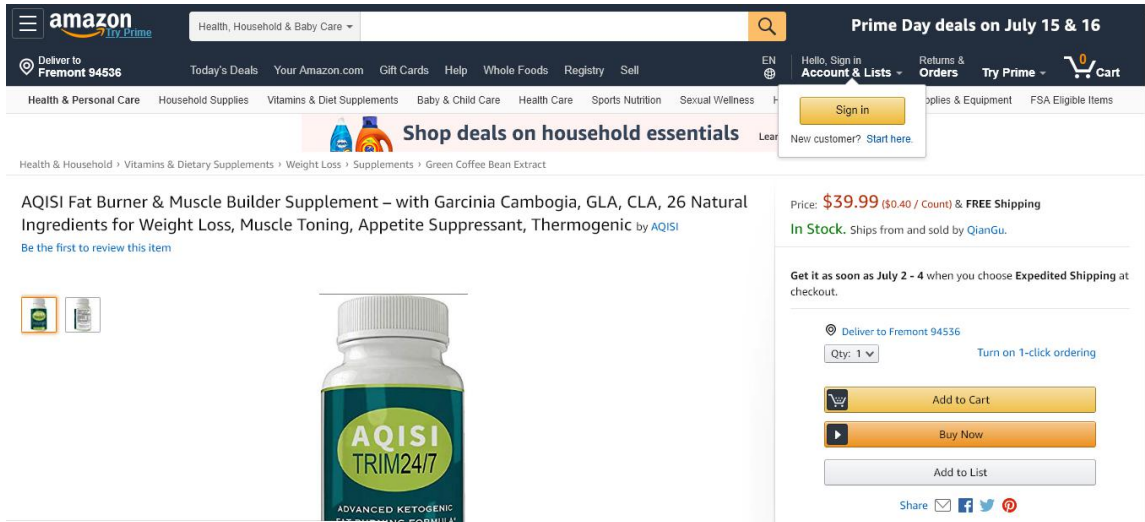 amazon
Try Prime
Health, Household & Baby Care
Prime Day deals on July 15 & 16
Deliver to
Fremont 94536
Today's Deals Your Amazon.com Gift Cards Help Whole Foods Registry Sell
EN
Hello, Sign in
Account & Lists
Returns &
Orders
Try Prime
0
Cart
Health & Personal Care Household Supplies Vitamins & Diet Supplements Baby & Child Care Health Care Sports Nutrition Sexual Wellness
& Equipment FSA Eligible Items
Sign in
New customer? Start here.
Shop deals on household essentials
Health & Household › Vitamins & Dietary Supplements › Weight Loss › Supplements › Green Coffee Bean Extract
AQISI Fat Burner & Muscle Builder Supplement – with Garcinia Cambogia, GLA, CLA, 26 Natural
Ingredients for Weight Loss, Muscle Toning, Appetite Suppressant, Thermogenic by AQISI
Be the first to review this item
AQISI
TRIM24/7
ADVANCED KETOGENIC
FAT BURNING FORMULA*
Price: $39.99 ($0.40 / Count) & FREE Shipping
In Stock. Ships from and sold by QianGu.
Get it as soon as July 2 - 4 when you choose Expedited Shipping at
checkout.
Deliver to Fremont 94536
Qty: 1
Turn on 1-click ordering
Add to Cart
Buy Now
Add to List
Share